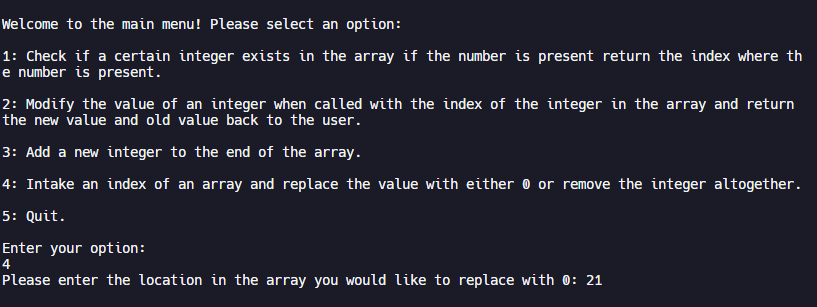 Welcome to the main menu! Please select an option:
1: Check if a certain integer exists in the array if the number is present return the index where th
e number is present.
2: Modify the value of an integer when called with the index of the integer in the array and return
the new value and old value back to the user.
3: Add a new integer to the end of the array.
4: Intake an index of an array and replace the value with either 0 or remove the integer altogether.
5: Quit.
Enter your option:
4
Please enter the location in the array you would like to replace with 0: 21